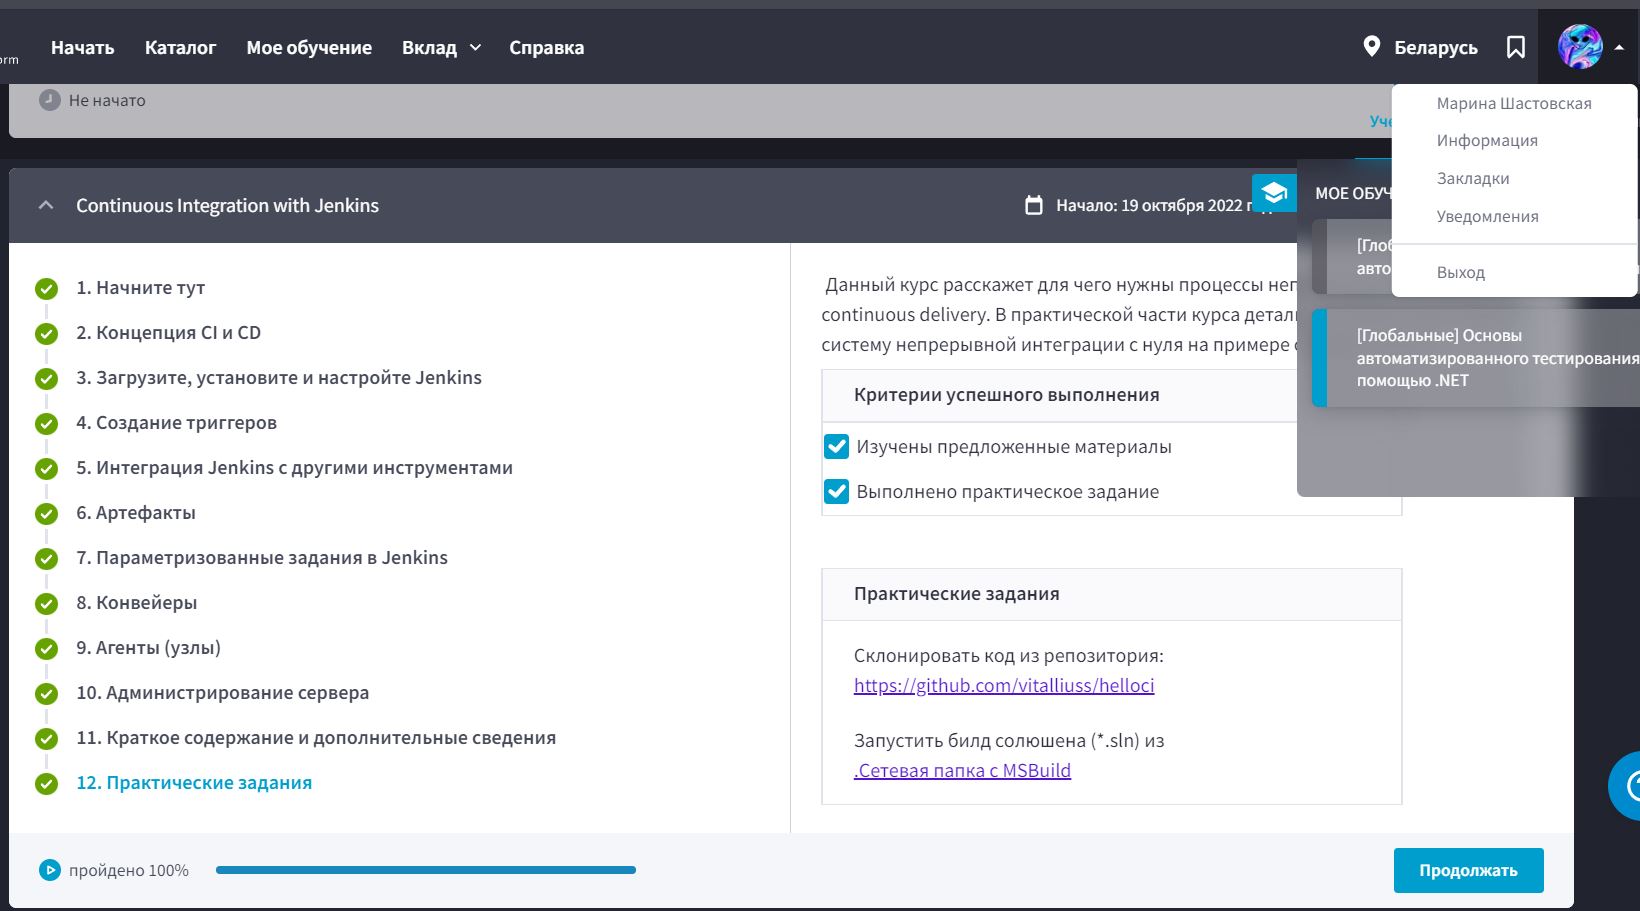 orm
Начать
Каталог
Мое обучение
Вклад
Справка
Беларусь
Марина Шастовская
Информация
Закладки
Уведомления
Выход
Не начато
Continuous Integration with Jenkins
Начало: 19 октября 2022
1. Начните тут
2. Концепция CI и CD
3. Загрузите, установите и настройте Jenkins
4. Создание триггеров
5. Интеграция Jenkins с другими инструментами
6. Артефакты
7. Параметризованные задания в Jenkins
8. Конвейеры
9. Агенты (узлы)
10. Администрирование сервера
11. Краткое содержание и дополнительные сведения
12. Практические задания
Данный курс расскажет для чего нужны процессы неп
continuous delivery. В практической части курса детал
систему непрерывной интеграции с нуля на примере
Критерии успешного выполнения
Изучены предложенные материалы
Выполнено практическое задание
Практические задания
Склонировать код из репозитория:
https://github.com/vitalliuss/helloci
Запустить билд солюшена (*.sln) из
.Сетевая папка с MSBuild
МОЕ ОБУЧ
[Глоб
авто
[Глобальные] Основы
автоматизированного тестирования
помощью .NET
пройдено 100%
Продолжать